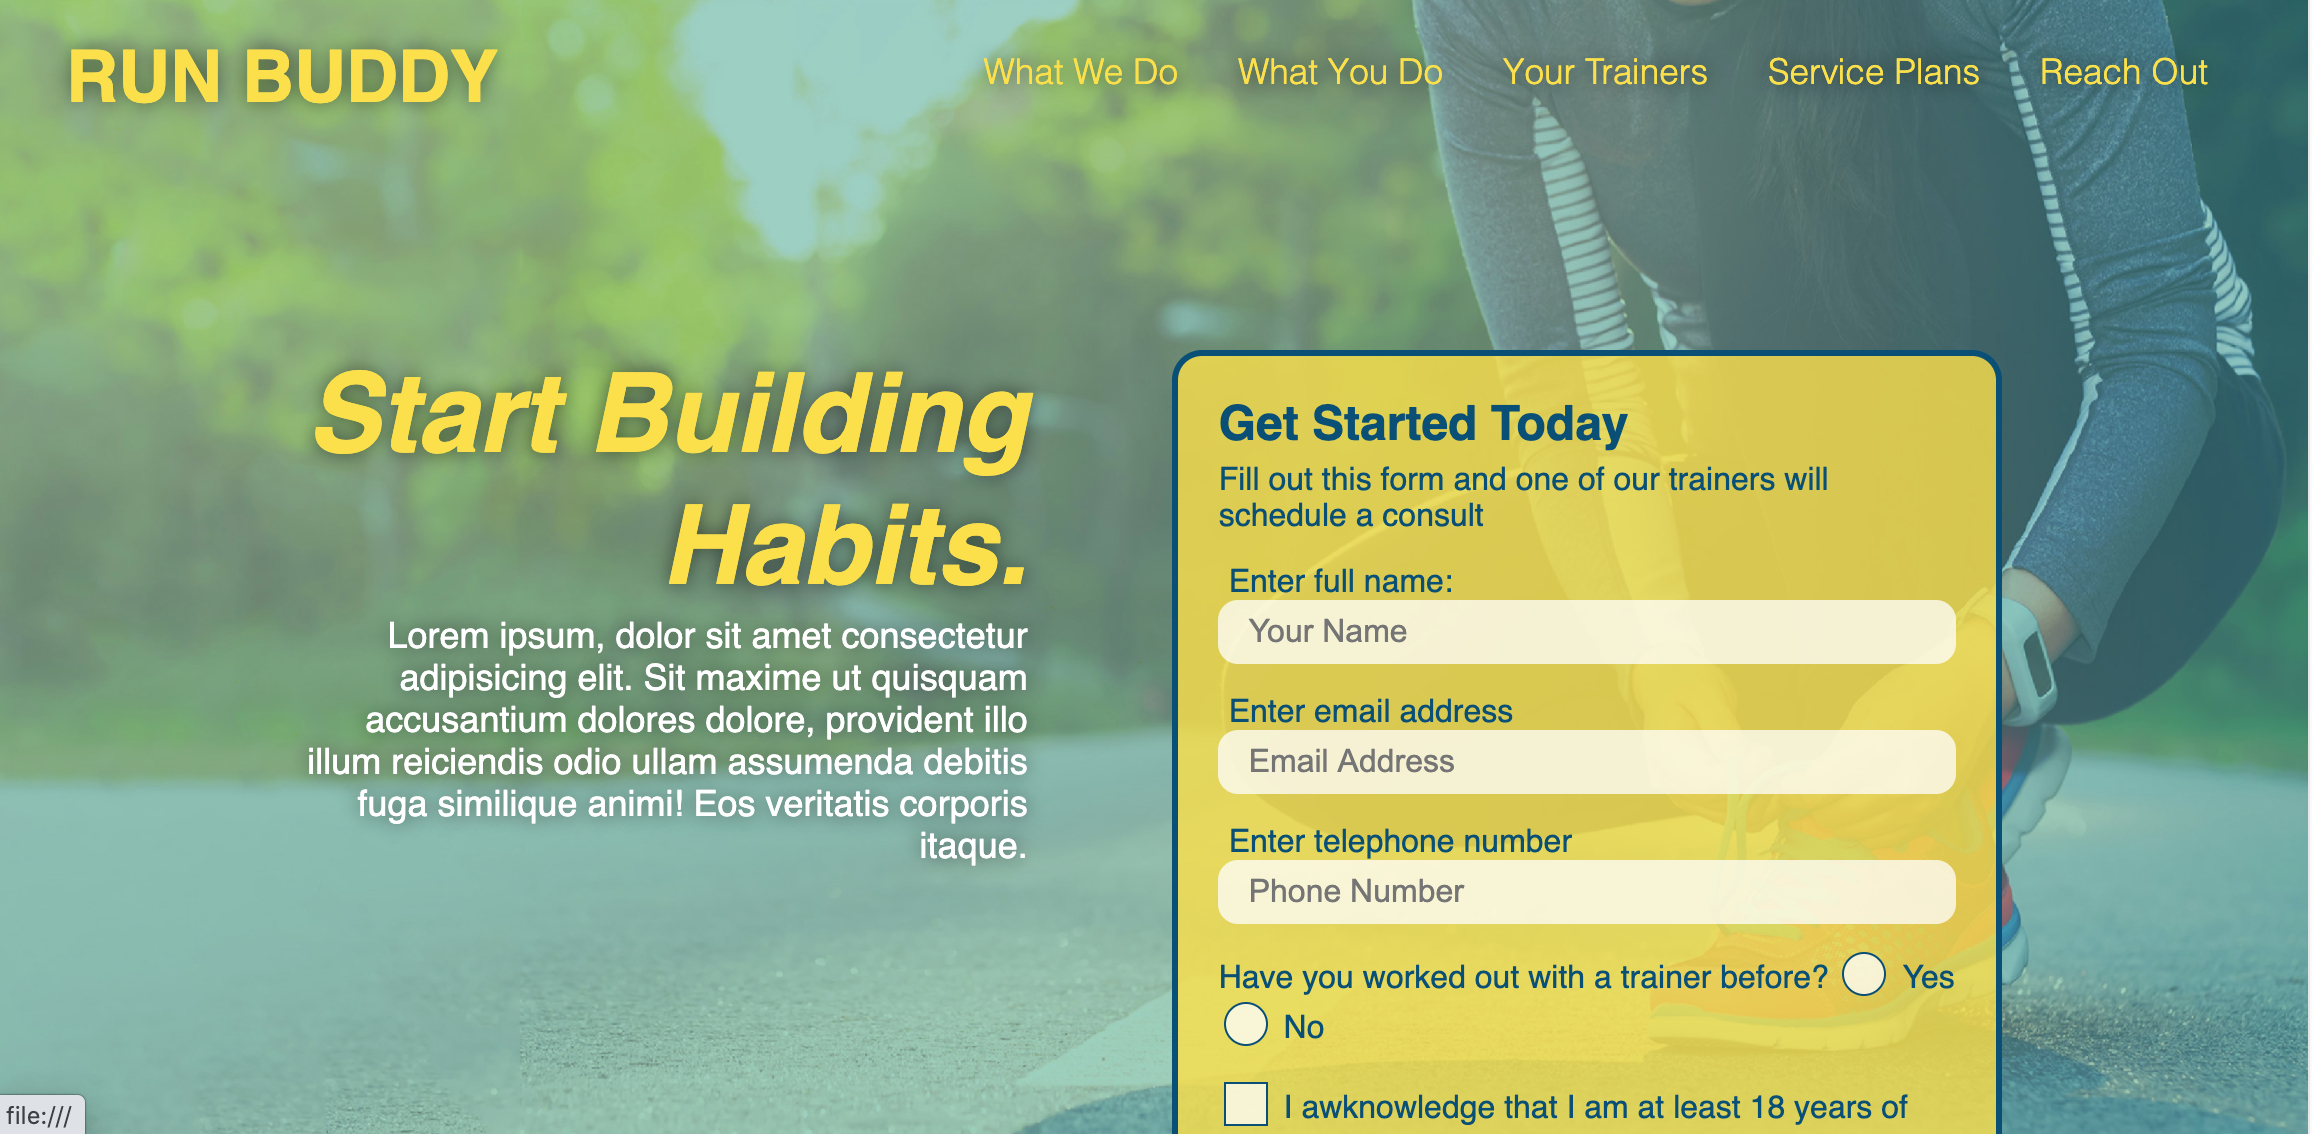 RUN BUDDY
What We Do
What You Do
Your Trainers
Service Plans
Reach Out
Start Building
Habits.
Lorem ipsum, dolor sit amet consectetur
adipisicing elit. Sit maxime ut quisquam
accusantium dolores dolore, provident illo
illum reiciendis odio ullam assumenda debitis
fuga similique animi! Eos veritatis corporis
itaque.
Get Started Today
Fill out this form and one of our trainers will
schedule a consult
Enter full name:
Your Name
Enter email address
Email Address
Enter telephone number
Phone Number
Have you worked out with a trainer before? Yes
No
I awknowledge that I am at least 18 years of
file:///